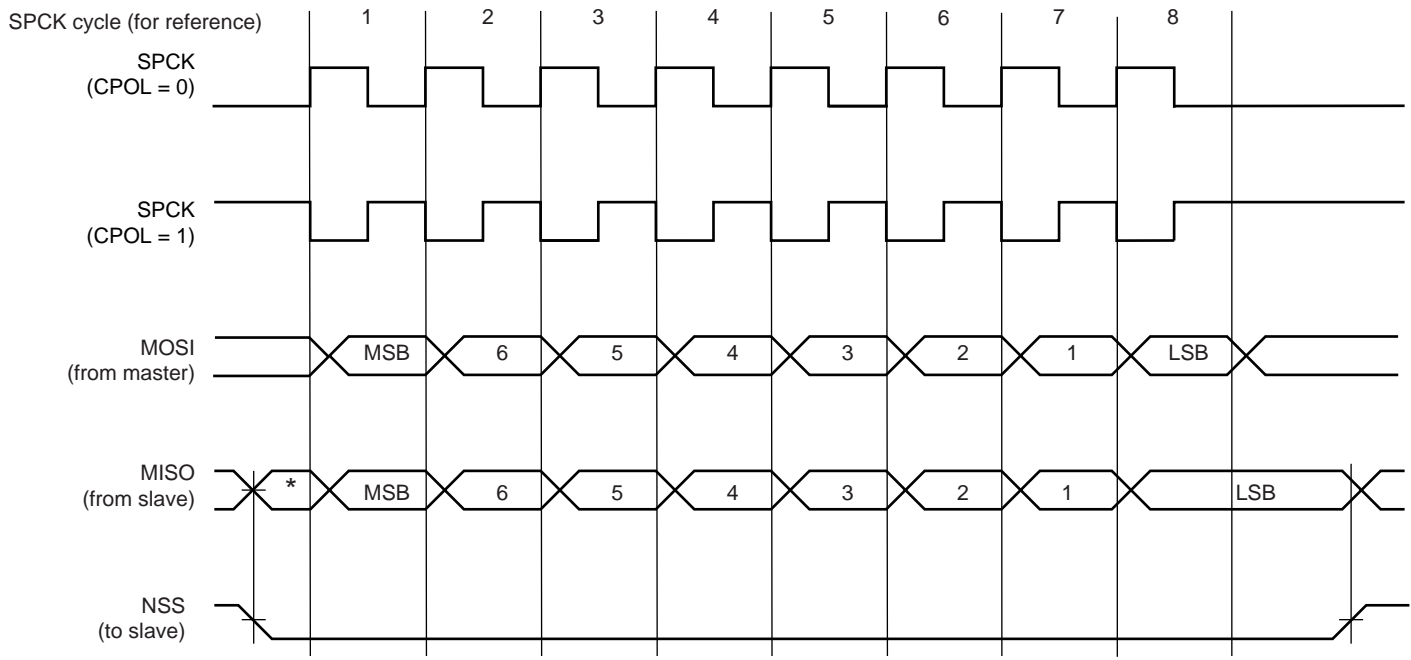 SPCK cycle (for reference)
1 2 3 4 5 6 7 8
SPCK
(CPOL = 0)
SPCK
(CPOL = 1)
MOSI
(from master)
MSB 6 5 4 3 2 1 LSB
MISO
(from slave)
* MSB 6 5 4 3 2 1 LSB
NSS
(to slave)